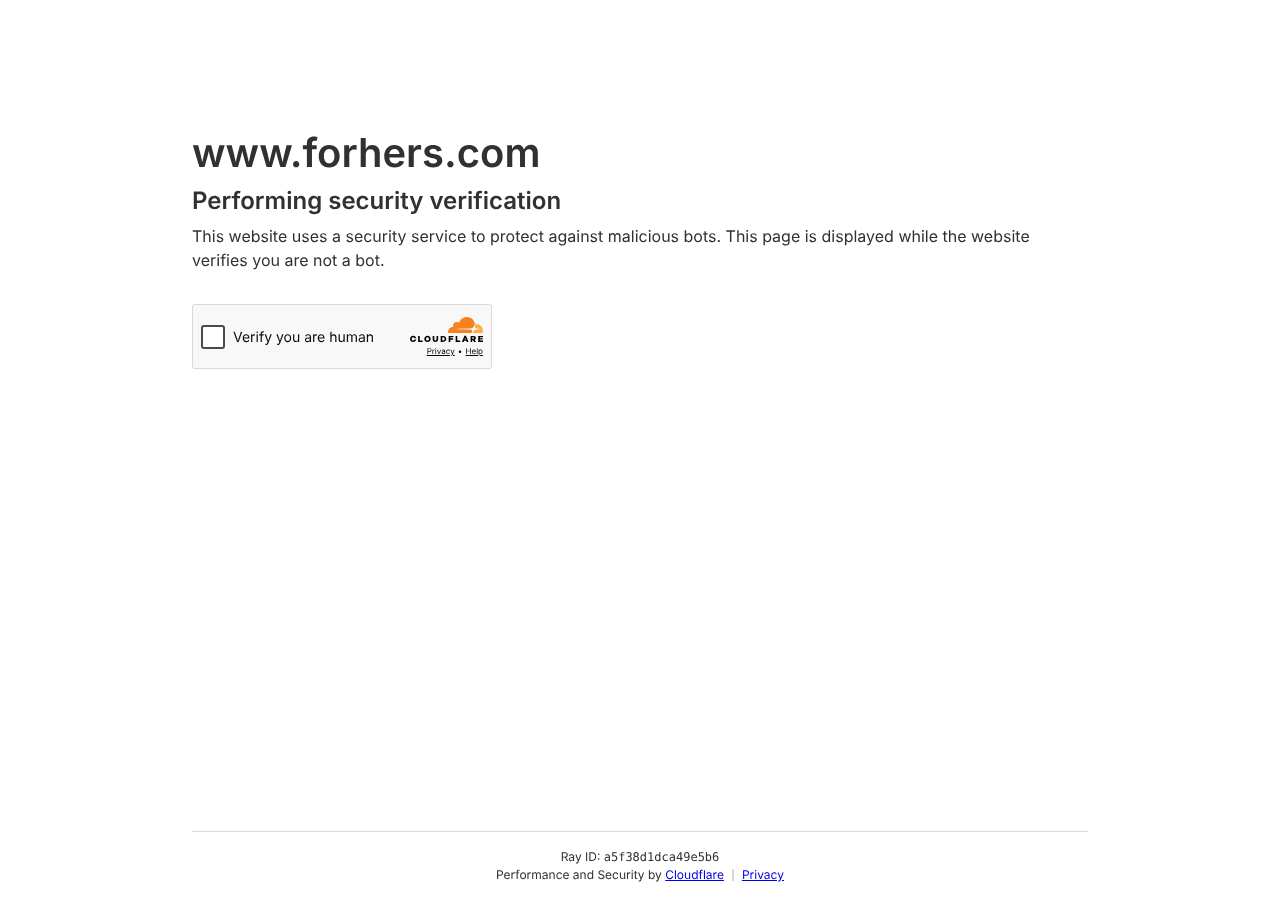 www.forhers.com
Performing security verification
This website uses a security service to protect against malicious bots. This page is displayed while the website
verifies you are not a bot.
Verify you are human
CLOUDFLARE
Privacy • Help
Ray ID: a5f38d1dca49e5b6
Performance and Security by Cloudflare | Privacy